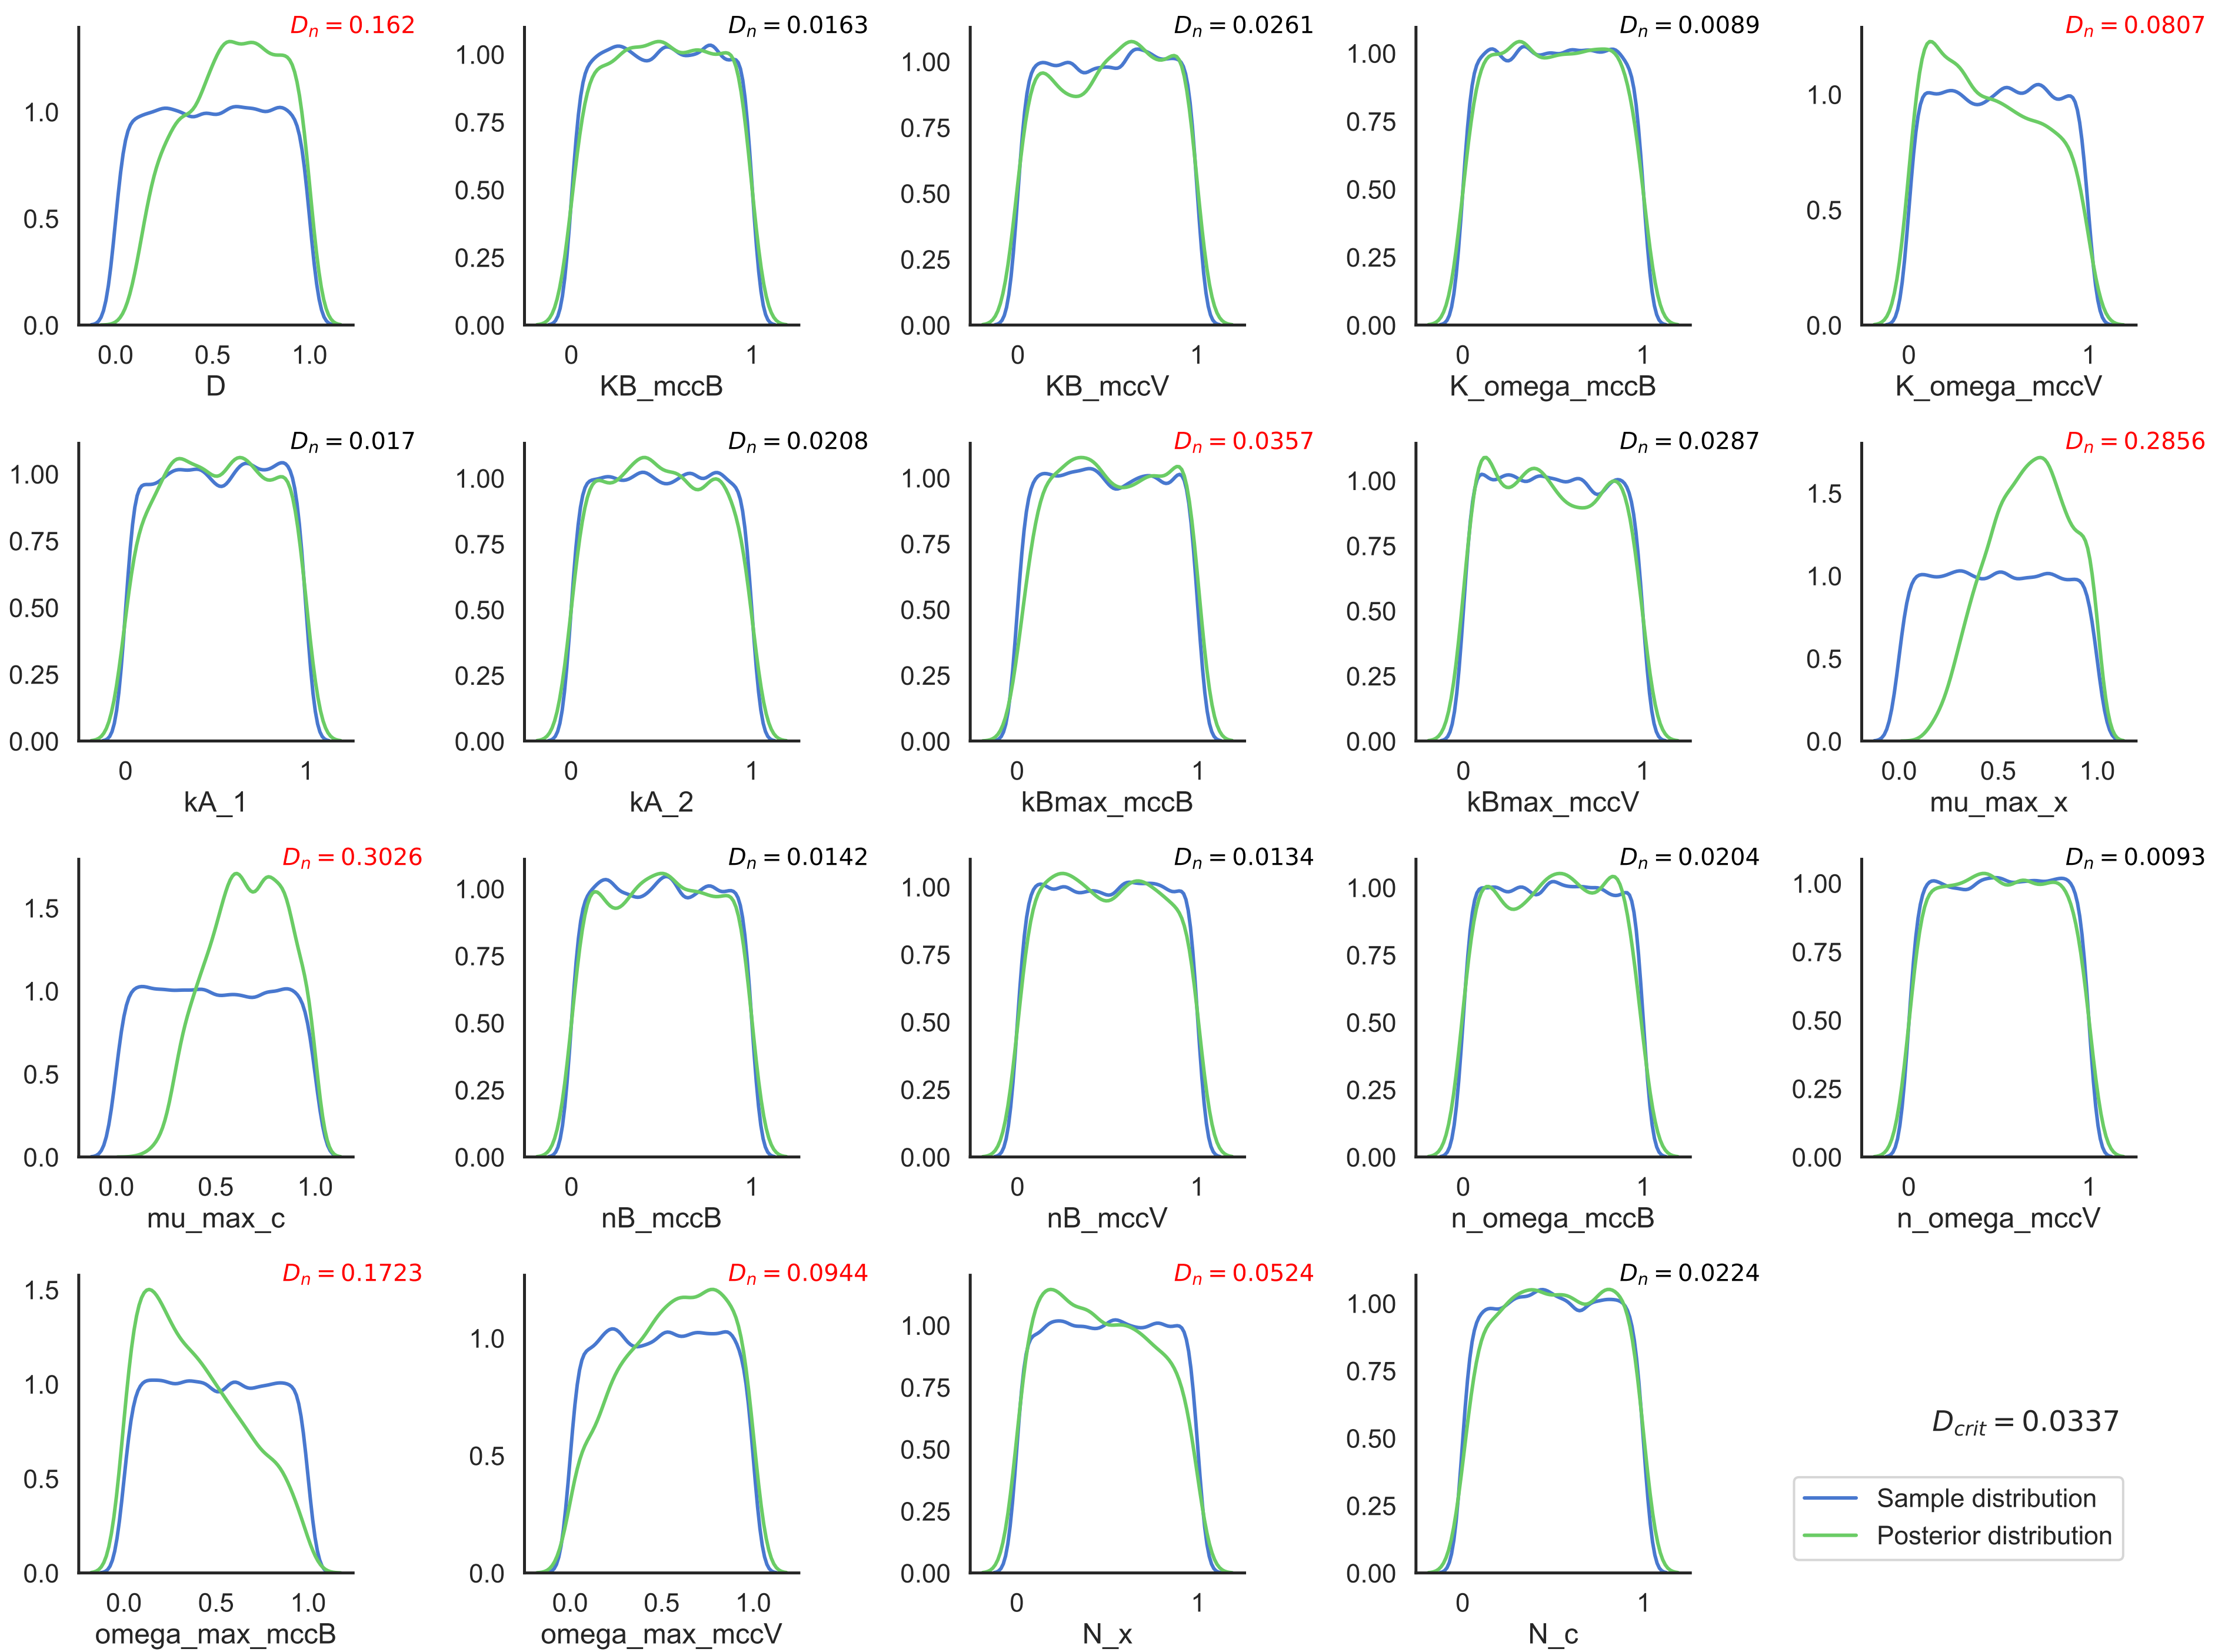 D_n = 0.162
1.0
0.5
0.0
0.0 0.5 1.0
D
D_n = 0.0163
1.00
0.75
0.50
0.25
0.00
0 1
KB_mccB
D_n = 0.0261
1.00
0.75
0.50
0.25
0.00
0 1
KB_mccV
D_n = 0.0089
1.00
0.75
0.50
0.25
0.00
0 1
K_omega_mccB
D_n = 0.0807
1.0
0.5
0.0
0 1
K_omega_mccV
D_n = 0.017
1.00
0.75
0.50
0.25
0.00
0 1
kA_1
D_n = 0.0208
1.00
0.75
0.50
0.25
0.00
0 1
kA_2
D_n = 0.0357
1.00
0.75
0.50
0.25
0.00
0 1
kBmax_mccB
D_n = 0.0287
1.00
0.75
0.50
0.25
0.00
0 1
kBmax_mccV
D_n = 0.2856
1.5
1.0
0.5
0.0
0.0 0.5 1.0
mu_max_x
D_n = 0.3026
1.5
1.0
0.5
0.0
0.0 0.5 1.0
mu_max_c
D_n = 0.0142
1.00
0.75
0.50
0.25
0.00
0 1
nB_mccB
D_n = 0.0134
1.00
0.75
0.50
0.25
0.00
0 1
nB_mccV
D_n = 0.0204
1.00
0.75
0.50
0.25
0.00
0 1
n_omega_mccB
D_n = 0.0093
1.00
0.75
0.50
0.25
0.00
0 1
n_omega_mccV
D_n = 0.1723
1.5
1.0
0.5
0.0
0.0 0.5 1.0
omega_max_mccB
D_n = 0.0944
1.0
0.5
0.0
0.0 0.5 1.0
omega_max_mccV
D_n = 0.0524
1.00
0.75
0.50
0.25
0.00
0 1
N_x
D_n = 0.0224
1.00
0.75
0.50
0.25
0.00
0 1
N_c
D_crit = 0.0337
Sample distribution
Posterior distribution